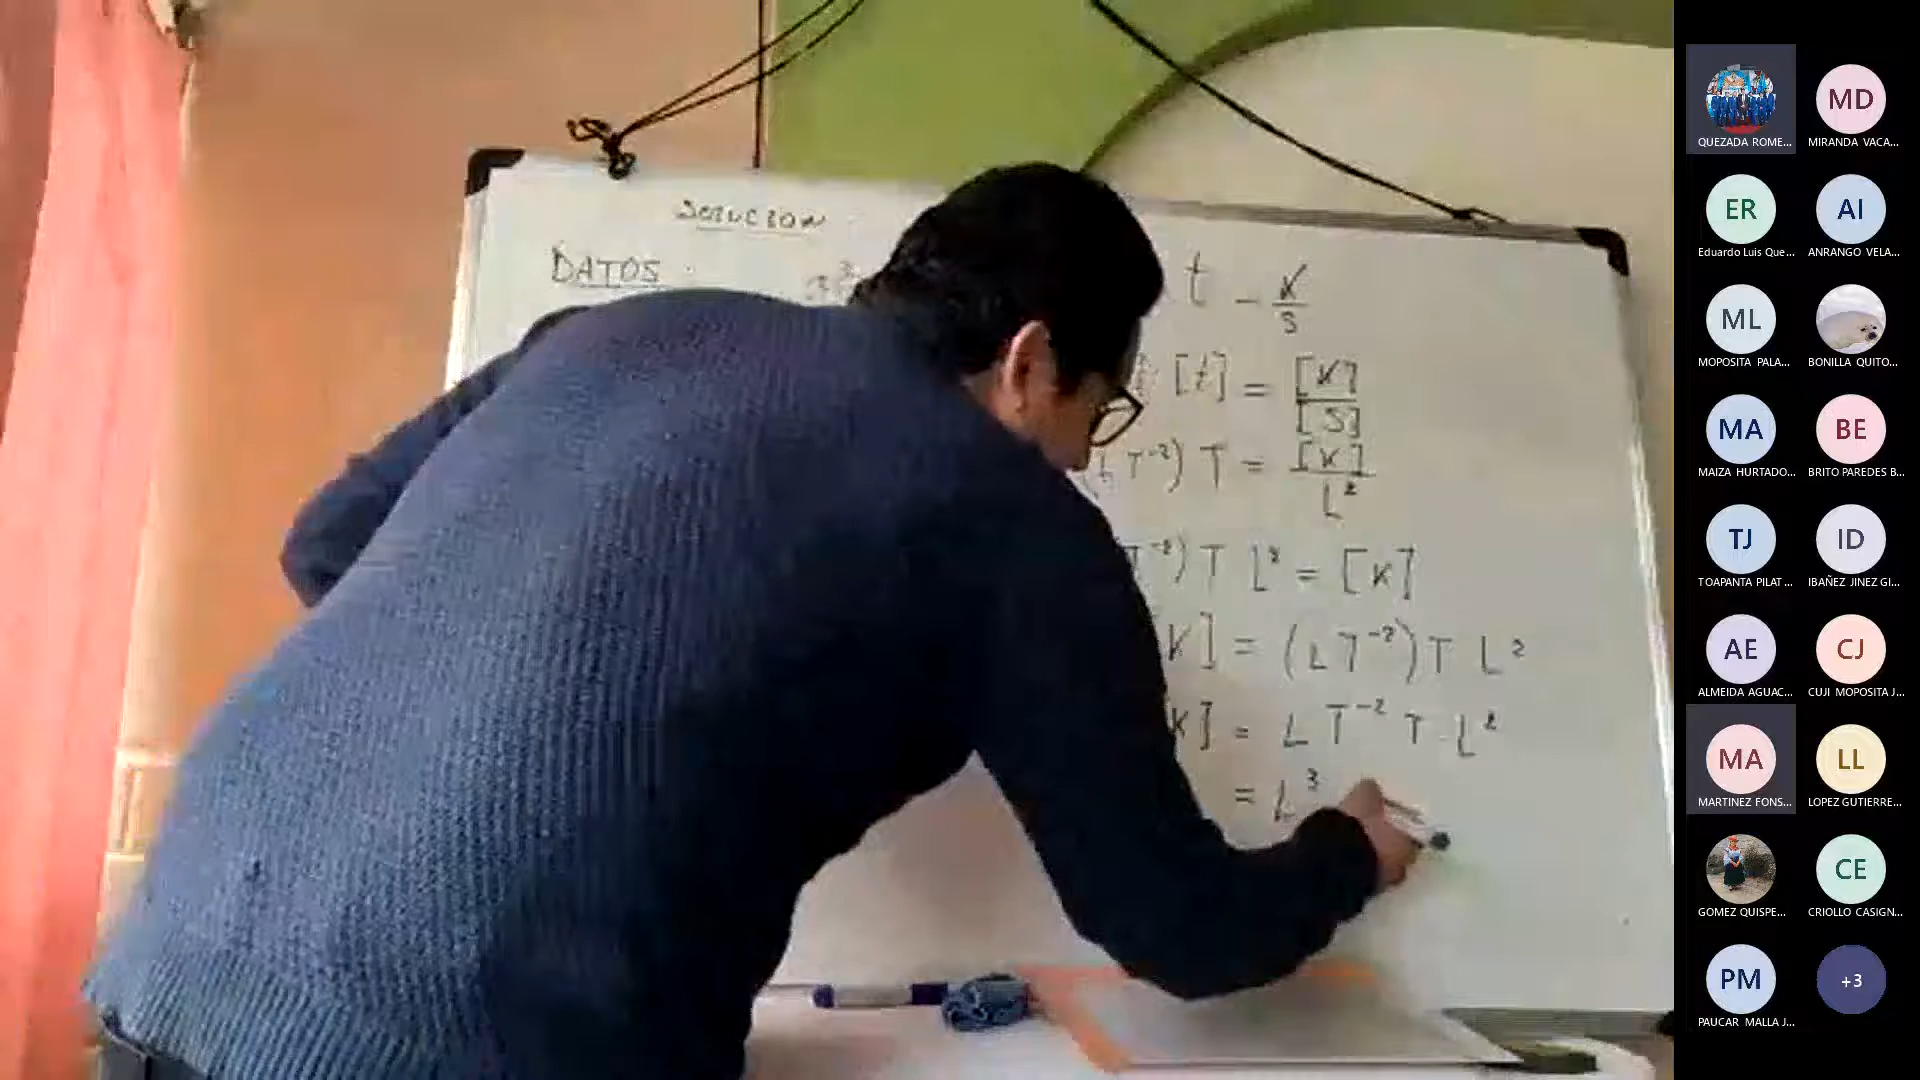 SOLUCION
DATOS :
t = K/S
[t] = [K]/[S]
T⁻²) T = [K]/L²
T⁻²) T L² = [K]
K] = (L T⁻²) T L²
K] = L T⁻² T . L²
= L³
QUEZADA ROME...
MD
MIRANDA VACA...
ER
Eduardo Luis Que...
AI
ANRANGO VELA...
ML
MOPOSITA PALA...
BONILLA QUITO...
MA
MAIZA HURTADO...
BE
BRITO PAREDES B...
TJ
TOAPANTA PILAT...
ID
IBAÑEZ JINEZ GI...
AE
ALMEIDA AGUAC...
CJ
CUJI MOPOSITA J...
MA
MARTINEZ FONS...
LL
LOPEZ GUTIERRE...
GOMEZ QUISPE...
CE
CRIOLLO CASIGN...
PM
PAUCAR MALLA J...
+3